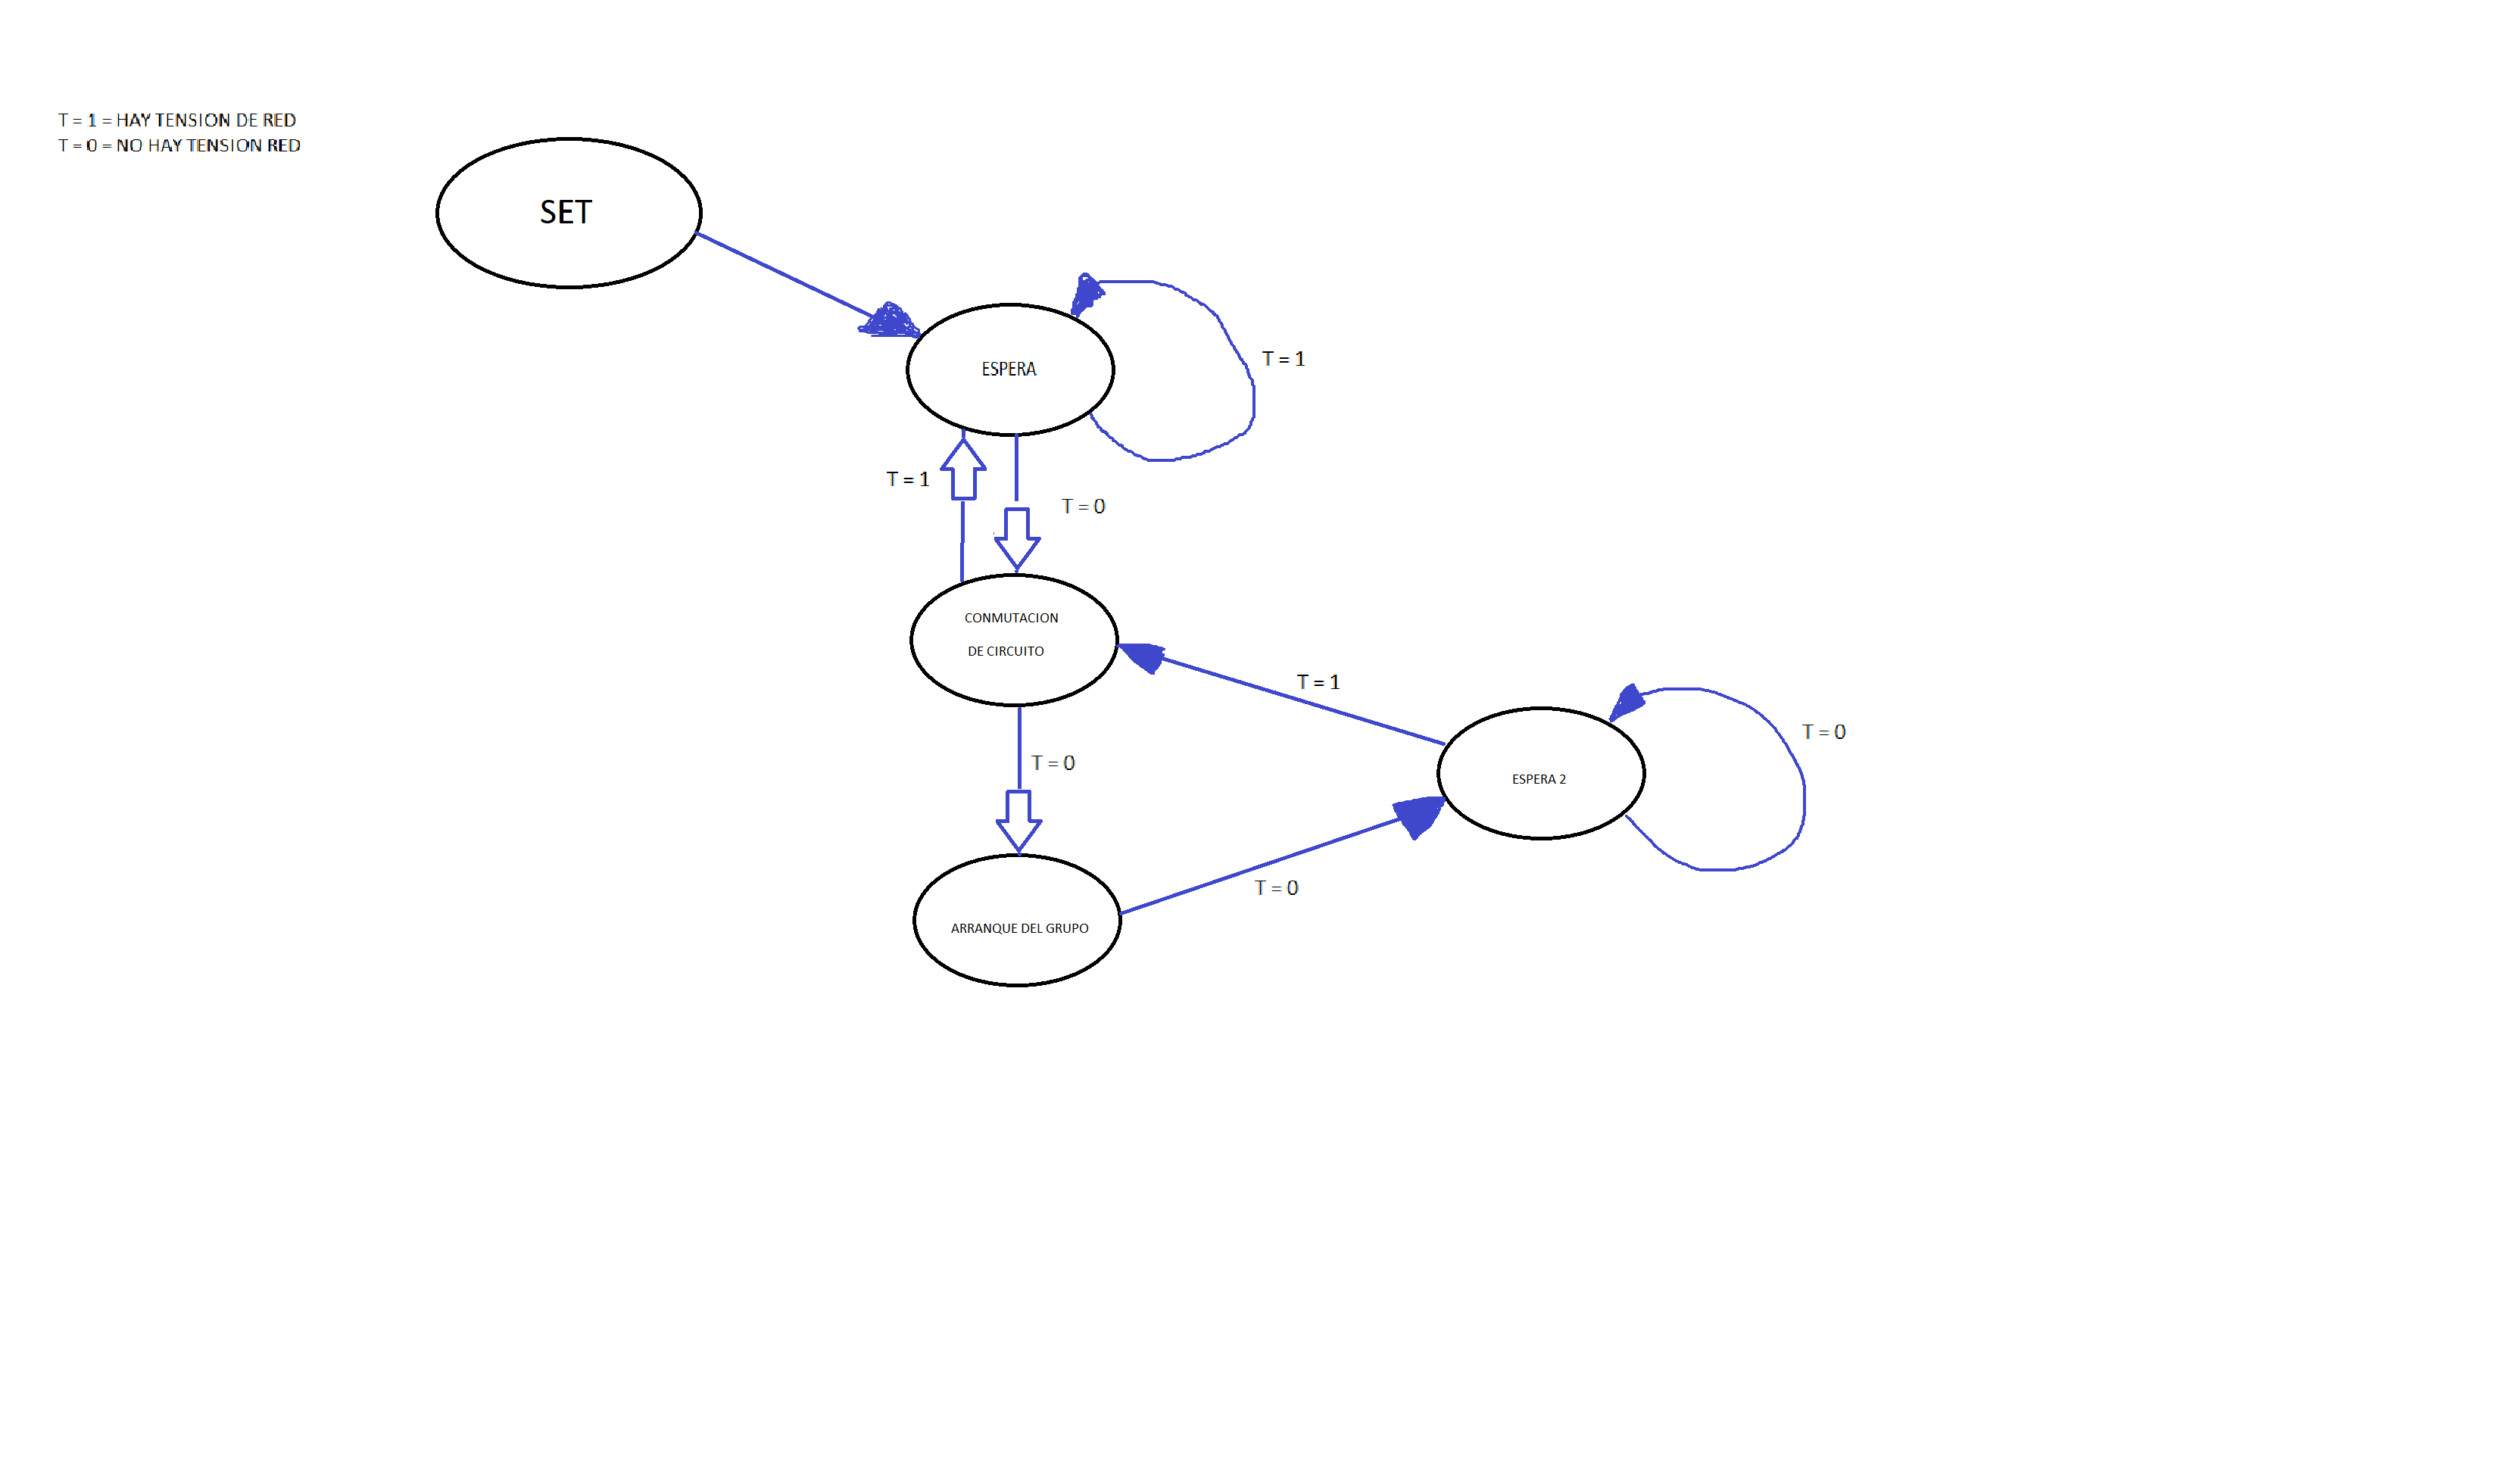 T = 1 = HAY TENSION DE RED
T = 0 = NO HAY TENSION RED
SET
ESPERA
T = 1
T = 1
T = 0
CONMUTACION
DE CIRCUITO
T = 1
T = 0
T = 0
ESPERA 2
T = 0
ARRANQUE DEL GRUPO